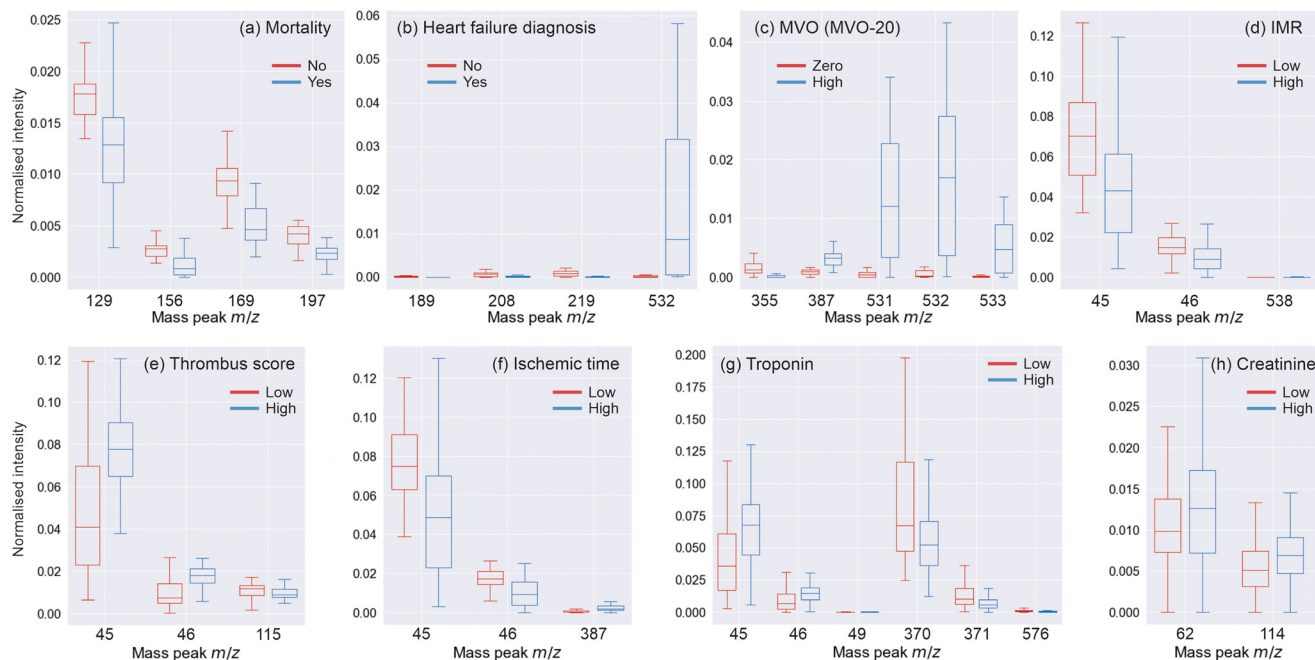 (a) Mortality
No
Yes
Normalised intensity
0.025
0.020
0.015
0.010
0.005
0.000
129 156 169 197
Mass peak m/z
(b) Heart failure diagnosis
No
Yes
0.06
0.05
0.04
0.03
0.02
0.01
0.00
189 208 219 532
Mass peak m/z
(c) MVO (MVO-20)
Zero
High
0.04
0.03
0.02
0.01
0.00
355 387 531 532 533
Mass peak m/z
(d) IMR
Low
High
0.12
0.10
0.08
0.06
0.04
0.02
0.00
45 46 538
Mass peak m/z
(e) Thrombus score
Low
High
Normalised intensity
0.12
0.10
0.08
0.06
0.04
0.02
0.00
45 46 115
Mass peak m/z
(f) Ischemic time
Low
High
0.12
0.10
0.08
0.06
0.04
0.02
0.00
45 46 387
Mass peak m/z
(g) Troponin
Low
High
0.200
0.175
0.150
0.125
0.100
0.075
0.050
0.025
0.000
45 46 49 370 371 576
Mass peak m/z
(h) Creatinine
Low
High
0.030
0.025
0.020
0.015
0.010
0.005
0.000
62 114
Mass peak m/z